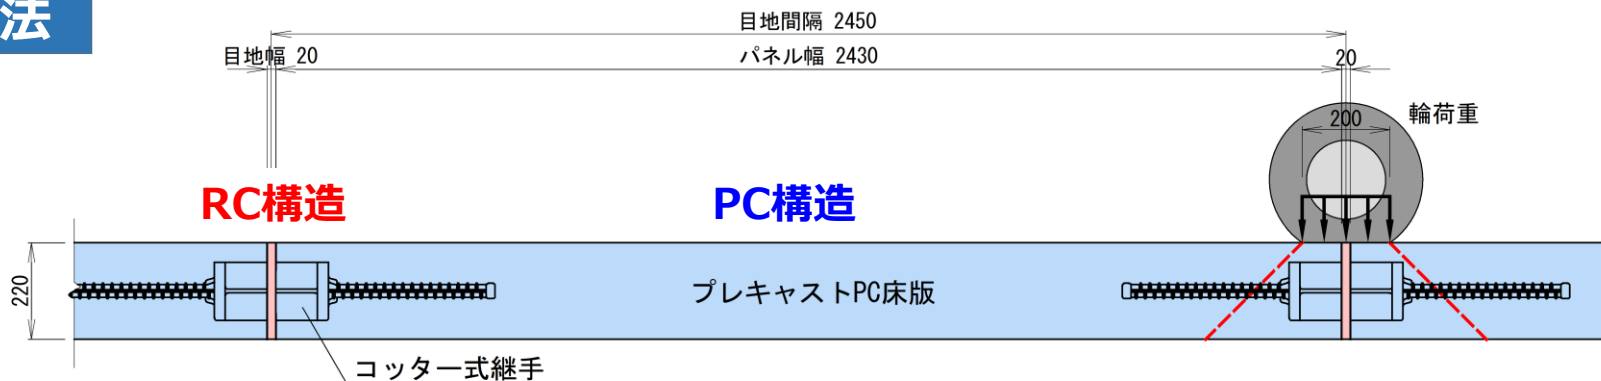 法
目地間隔 2450
目地幅 20
パネル幅 2430
20
200
輪荷重
RC構造
PC構造
220
プレキャストPC床版
コッター式継手